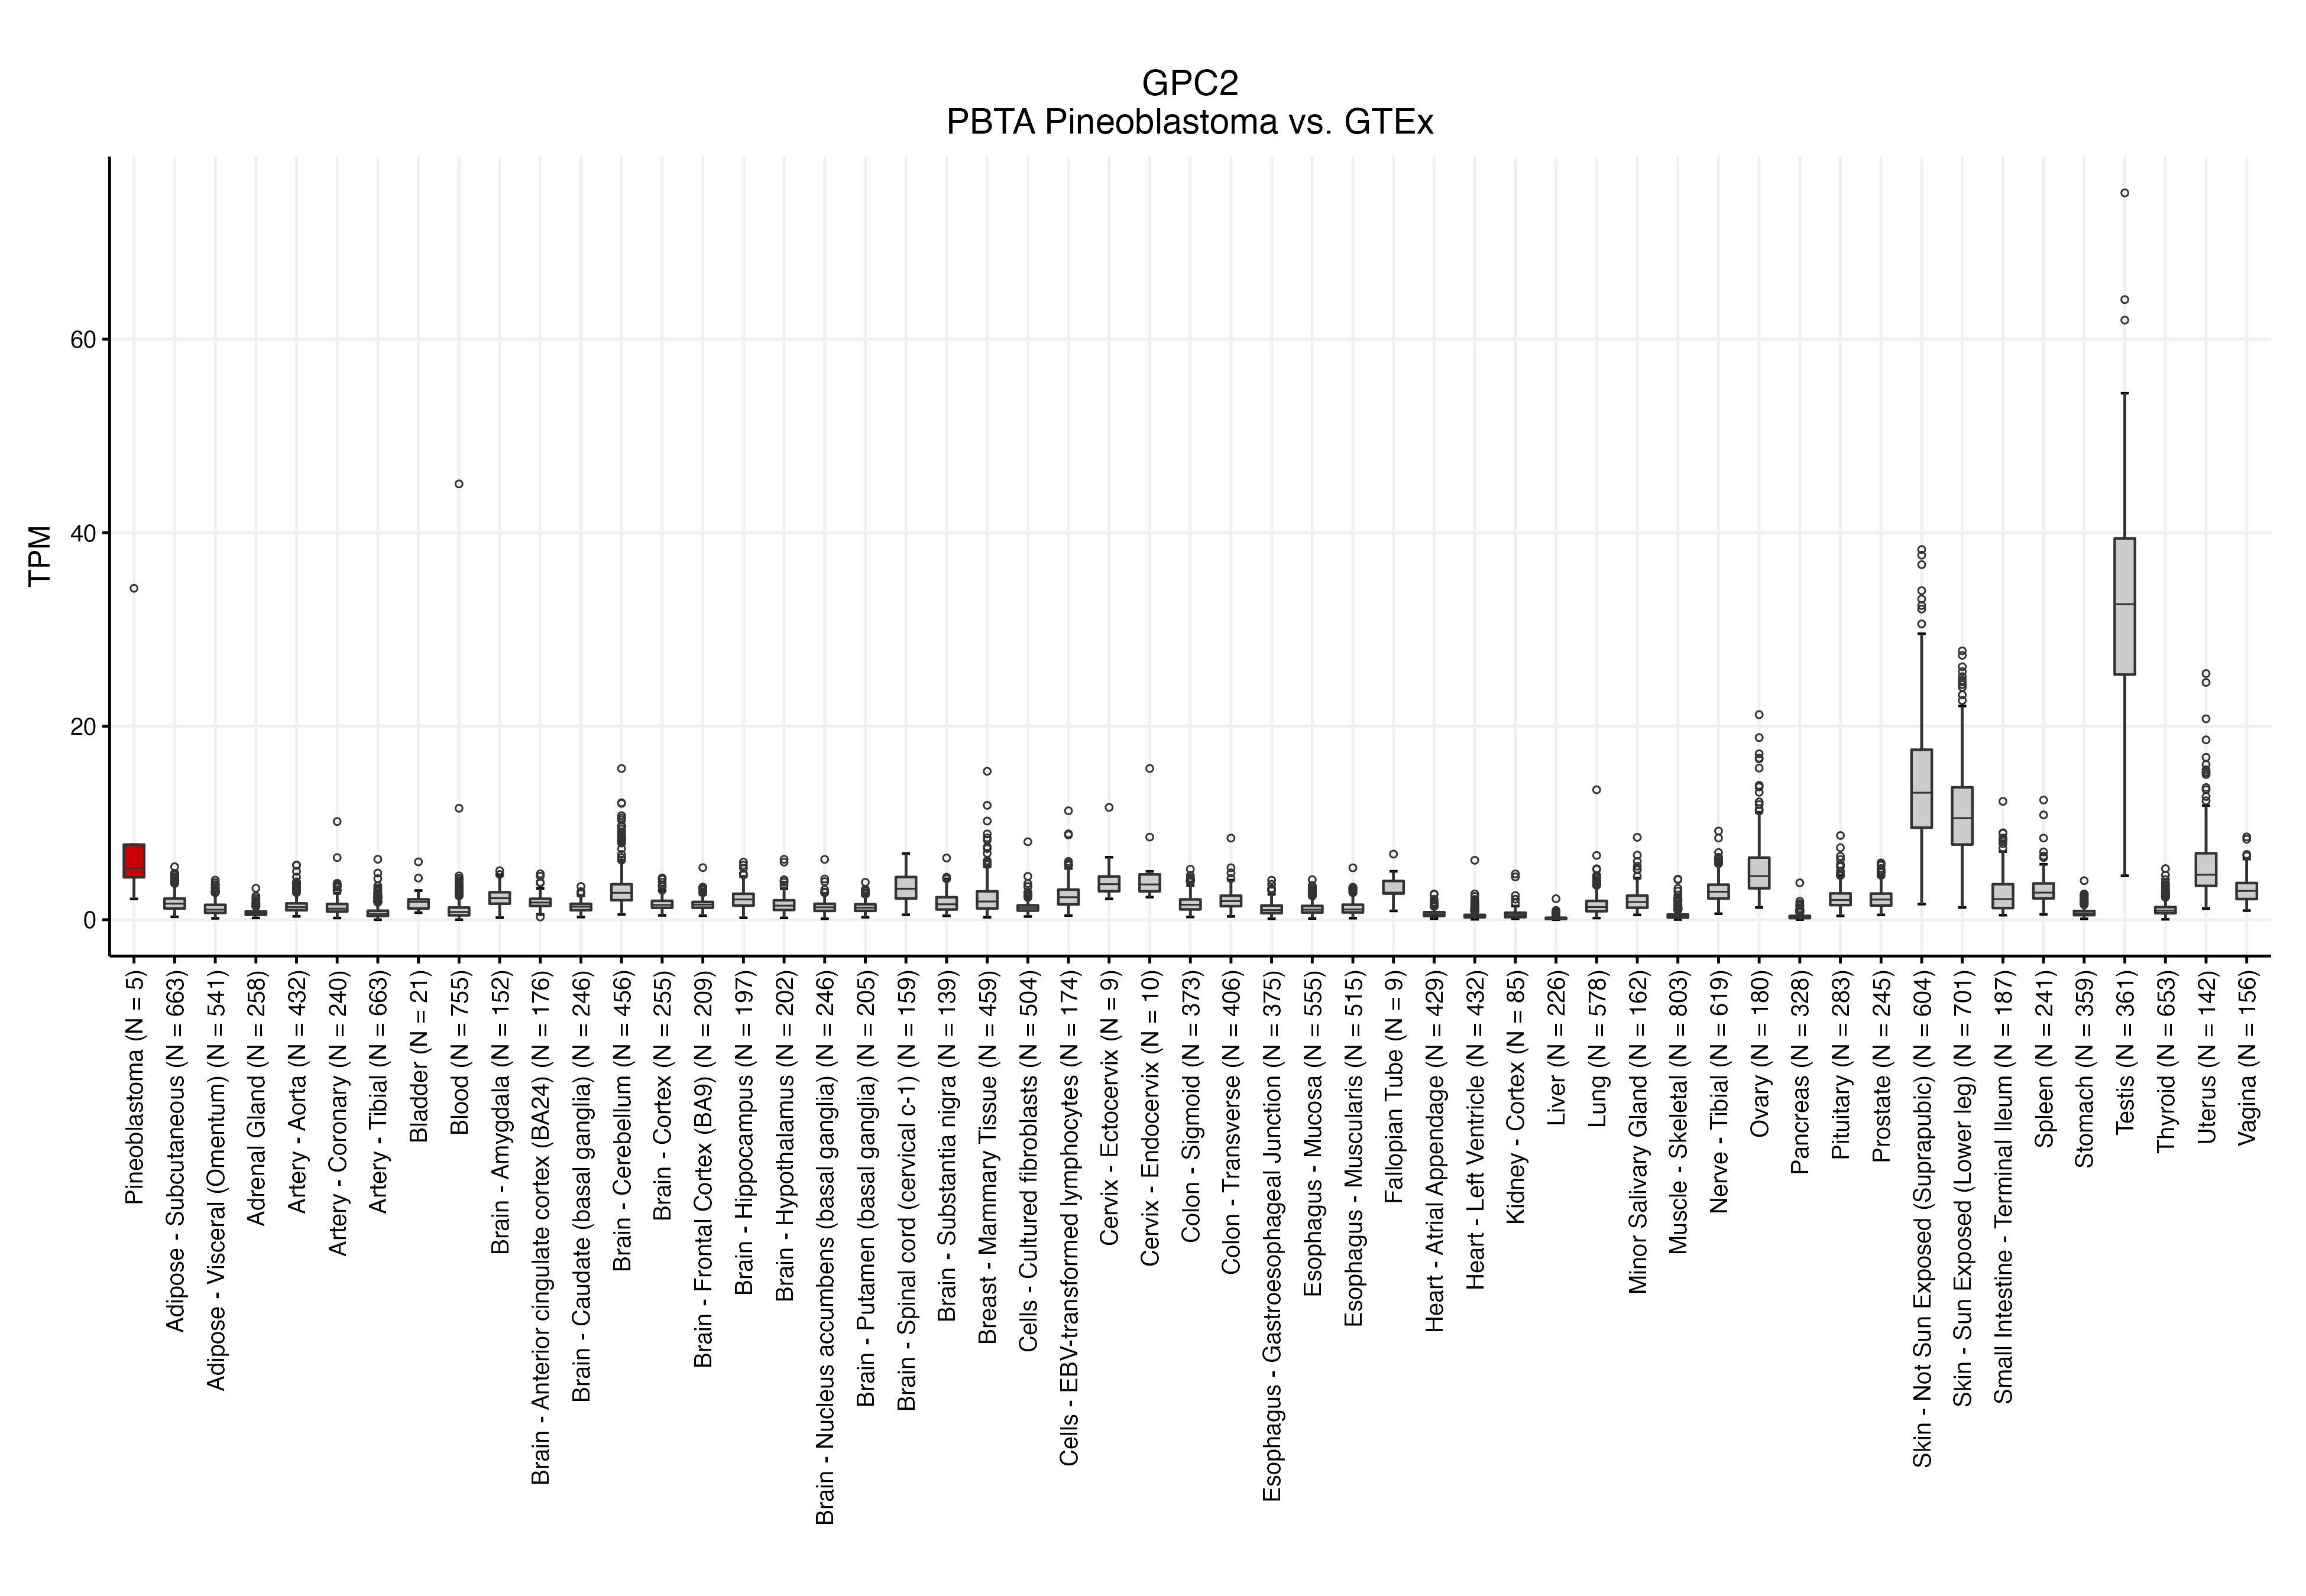 GPC2
PBTA Pineoblastoma vs. GTEx
TPM
60
40
20
0
Pineoblastoma (N = 5)
Adipose - Subcutaneous (N = 663)
Adipose - Visceral (Omentum) (N = 541)
Adrenal Gland (N = 258)
Artery - Aorta (N = 432)
Artery - Coronary (N = 240)
Artery - Tibial (N = 663)
Bladder (N = 21)
Blood (N = 755)
Brain - Amygdala (N = 152)
Brain - Anterior cingulate cortex (BA24) (N = 176)
Brain - Caudate (basal ganglia) (N = 246)
Brain - Cerebellum (N = 456)
Brain - Cortex (N = 255)
Brain - Frontal Cortex (BA9) (N = 209)
Brain - Hippocampus (N = 197)
Brain - Hypothalamus (N = 202)
Brain - Nucleus accumbens (basal ganglia) (N = 246)
Brain - Putamen (basal ganglia) (N = 205)
Brain - Spinal cord (cervical c-1) (N = 159)
Brain - Substantia nigra (N = 139)
Breast - Mammary Tissue (N = 459)
Cells - Cultured fibroblasts (N = 504)
Cells - EBV-transformed lymphocytes (N = 174)
Cervix - Ectocervix (N = 9)
Cervix - Endocervix (N = 10)
Colon - Sigmoid (N = 373)
Colon - Transverse (N = 406)
Esophagus - Gastroesophageal Junction (N = 375)
Esophagus - Mucosa (N = 555)
Esophagus - Muscularis (N = 515)
Fallopian Tube (N = 9)
Heart - Atrial Appendage (N = 429)
Heart - Left Ventricle (N = 432)
Kidney - Cortex (N = 85)
Liver (N = 226)
Lung (N = 578)
Minor Salivary Gland (N = 162)
Muscle - Skeletal (N = 803)
Nerve - Tibial (N = 619)
Ovary (N = 180)
Pancreas (N = 328)
Pituitary (N = 283)
Prostate (N = 245)
Skin - Not Sun Exposed (Suprapubic) (N = 604)
Skin - Sun Exposed (Lower leg) (N = 701)
Small Intestine - Terminal Ileum (N = 187)
Spleen (N = 241)
Stomach (N = 359)
Testis (N = 361)
Thyroid (N = 653)
Uterus (N = 142)
Vagina (N = 156)